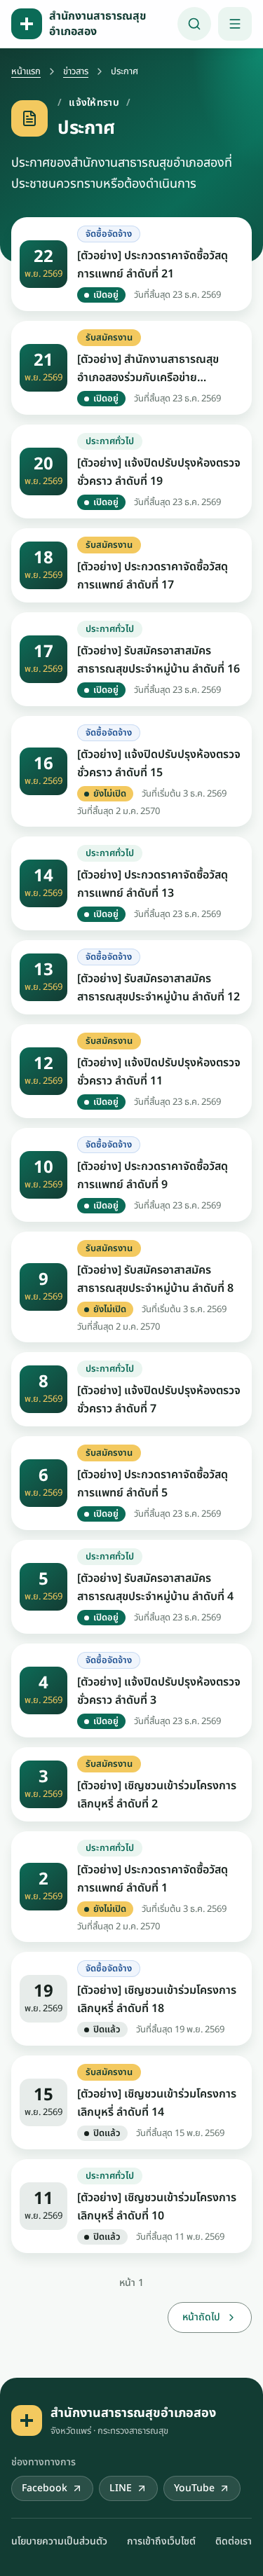 สำนักงานสาธารณสุข
อำเภอสอง
หน้าแรก > ข่าวสาร > ประกาศ
/ แจ้งให้ทราบ /
ประกาศ
ประกาศของสำนักงานสาธารณสุขอำเภอสองที่
ประชาชนควรทราบหรือต้องดำเนินการ
จัดซื้อจัดจ้าง
22
พ.ย. 2569
[ตัวอย่าง] ประกวดราคาจัดซื้อวัสดุ
การแพทย์ ลำดับที่ 21
เปิดอยู่ วันที่สิ้นสุด 23 ธ.ค. 2569
รับสมัครงาน
21
พ.ย. 2569
[ตัวอย่าง] สำนักงานสาธารณสุข
อำเภอสองร่วมกับเครือข่าย...
เปิดอยู่ วันที่สิ้นสุด 23 ธ.ค. 2569
ประกาศทั่วไป
20
พ.ย. 2569
[ตัวอย่าง] แจ้งปิดปรับปรุงห้องตรวจ
ชั่วคราว ลำดับที่ 19
เปิดอยู่ วันที่สิ้นสุด 23 ธ.ค. 2569
รับสมัครงาน
18
พ.ย. 2569
[ตัวอย่าง] ประกวดราคาจัดซื้อวัสดุ
การแพทย์ ลำดับที่ 17
ประกาศทั่วไป
17
พ.ย. 2569
[ตัวอย่าง] รับสมัครอาสาสมัคร
สาธารณสุขประจำหมู่บ้าน ลำดับที่ 16
เปิดอยู่ วันที่สิ้นสุด 23 ธ.ค. 2569
จัดซื้อจัดจ้าง
16
พ.ย. 2569
[ตัวอย่าง] แจ้งปิดปรับปรุงห้องตรวจ
ชั่วคราว ลำดับที่ 15
ยังไม่เปิด วันที่เริ่มต้น 3 ธ.ค. 2569
วันที่สิ้นสุด 2 ม.ค. 2570
ประกาศทั่วไป
14
พ.ย. 2569
[ตัวอย่าง] ประกวดราคาจัดซื้อวัสดุ
การแพทย์ ลำดับที่ 13
เปิดอยู่ วันที่สิ้นสุด 23 ธ.ค. 2569
จัดซื้อจัดจ้าง
13
พ.ย. 2569
[ตัวอย่าง] รับสมัครอาสาสมัคร
สาธารณสุขประจำหมู่บ้าน ลำดับที่ 12
รับสมัครงาน
12
พ.ย. 2569
[ตัวอย่าง] แจ้งปิดปรับปรุงห้องตรวจ
ชั่วคราว ลำดับที่ 11
เปิดอยู่ วันที่สิ้นสุด 23 ธ.ค. 2569
จัดซื้อจัดจ้าง
10
พ.ย. 2569
[ตัวอย่าง] ประกวดราคาจัดซื้อวัสดุ
การแพทย์ ลำดับที่ 9
เปิดอยู่ วันที่สิ้นสุด 23 ธ.ค. 2569
รับสมัครงาน
9
พ.ย. 2569
[ตัวอย่าง] รับสมัครอาสาสมัคร
สาธารณสุขประจำหมู่บ้าน ลำดับที่ 8
ยังไม่เปิด วันที่เริ่มต้น 3 ธ.ค. 2569
วันที่สิ้นสุด 2 ม.ค. 2570
ประกาศทั่วไป
8
พ.ย. 2569
[ตัวอย่าง] แจ้งปิดปรับปรุงห้องตรวจ
ชั่วคราว ลำดับที่ 7
รับสมัครงาน
6
พ.ย. 2569
[ตัวอย่าง] ประกวดราคาจัดซื้อวัสดุ
การแพทย์ ลำดับที่ 5
เปิดอยู่ วันที่สิ้นสุด 23 ธ.ค. 2569
ประกาศทั่วไป
5
พ.ย. 2569
[ตัวอย่าง] รับสมัครอาสาสมัคร
สาธารณสุขประจำหมู่บ้าน ลำดับที่ 4
เปิดอยู่ วันที่สิ้นสุด 23 ธ.ค. 2569
จัดซื้อจัดจ้าง
4
พ.ย. 2569
[ตัวอย่าง] แจ้งปิดปรับปรุงห้องตรวจ
ชั่วคราว ลำดับที่ 3
เปิดอยู่ วันที่สิ้นสุด 23 ธ.ค. 2569
รับสมัครงาน
3
พ.ย. 2569
[ตัวอย่าง] เชิญชวนเข้าร่วมโครงการ
เลิกบุหรี่ ลำดับที่ 2
ประกาศทั่วไป
2
พ.ย. 2569
[ตัวอย่าง] ประกวดราคาจัดซื้อวัสดุ
การแพทย์ ลำดับที่ 1
ยังไม่เปิด วันที่เริ่มต้น 3 ธ.ค. 2569
วันที่สิ้นสุด 2 ม.ค. 2570
จัดซื้อจัดจ้าง
19
พ.ย. 2569
[ตัวอย่าง] เชิญชวนเข้าร่วมโครงการ
เลิกบุหรี่ ลำดับที่ 18
ปิดแล้ว วันที่สิ้นสุด 19 พ.ย. 2569
รับสมัครงาน
15
พ.ย. 2569
[ตัวอย่าง] เชิญชวนเข้าร่วมโครงการ
เลิกบุหรี่ ลำดับที่ 14
ปิดแล้ว วันที่สิ้นสุด 15 พ.ย. 2569
ประกาศทั่วไป
11
พ.ย. 2569
[ตัวอย่าง] เชิญชวนเข้าร่วมโครงการ
เลิกบุหรี่ ลำดับที่ 10
ปิดแล้ว วันที่สิ้นสุด 11 พ.ย. 2569
หน้า 1
หน้าถัดไป
สำนักงานสาธารณสุขอำเภอสอง
จังหวัดแพร่ · กระทรวงสาธารณสุข
ช่องทางทางการ
Facebook LINE YouTube
นโยบายความเป็นส่วนตัว การเข้าถึงเว็บไซต์ ติดต่อเรา